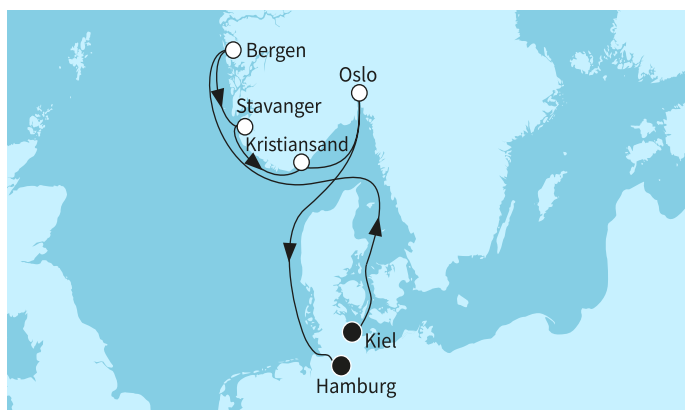 Bergen
Oslo
Stavanger
Kristiansand
Kiel
Hamburg